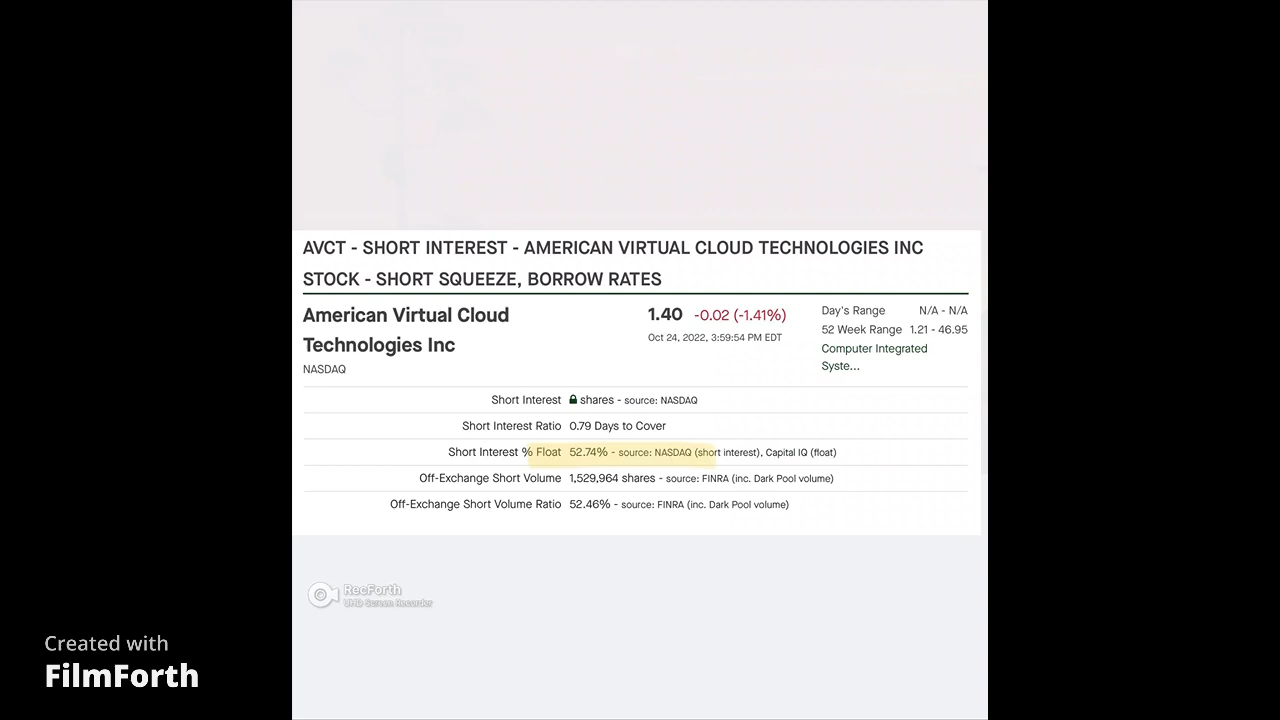 AVCT - SHORT INTEREST - AMERICAN VIRTUAL CLOUD TECHNOLOGIES INC
STOCK - SHORT SQUEEZE, BORROW RATES
American Virtual Cloud
Technologies Inc
NASDAQ
1.40 -0.02 (-1.41%)
Oct 24, 2022, 3:59:54 PM EDT
Day's Range N/A - N/A
52 Week Range 1.21 - 46.95
Computer Integrated
Syste...
Short Interest shares - source: NASDAQ
Short Interest Ratio 0.79 Days to Cover
Short Interest % Float 52.74% - source: NASDAQ (short interest), Capital IQ (float)
Off-Exchange Short Volume 1,529,964 shares - source: FINRA (inc. Dark Pool volume)
Off-Exchange Short Volume Ratio 52.46% - source: FINRA (inc. Dark Pool volume)
RecForth
UHD Screen Recorder
Created with
FilmForth